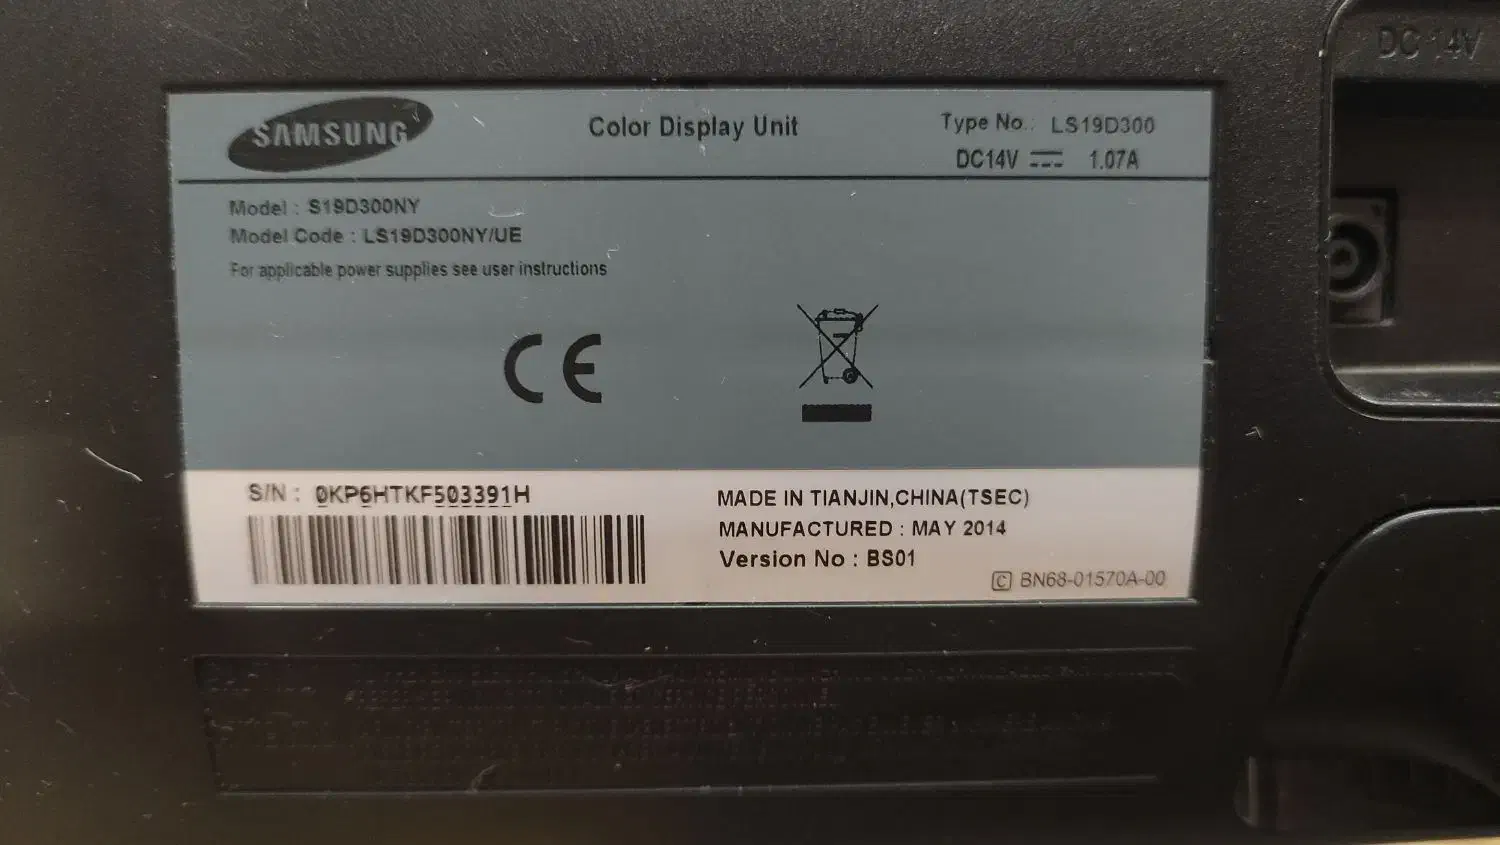 DC 14V
SAMSUNG
Color Display Unit
Type No.: LS19D300
DC14V 1.07A
Model : S19D300NY
Model Code : LS19D300NY/UE
For applicable power supplies see user instructions
CE
S/N : 0KP6HTKF503391H
MADE IN TIANJIN,CHINA(TSEC)
MANUFACTURED : MAY 2014
Version No : BS01
C BN68-01570A-00